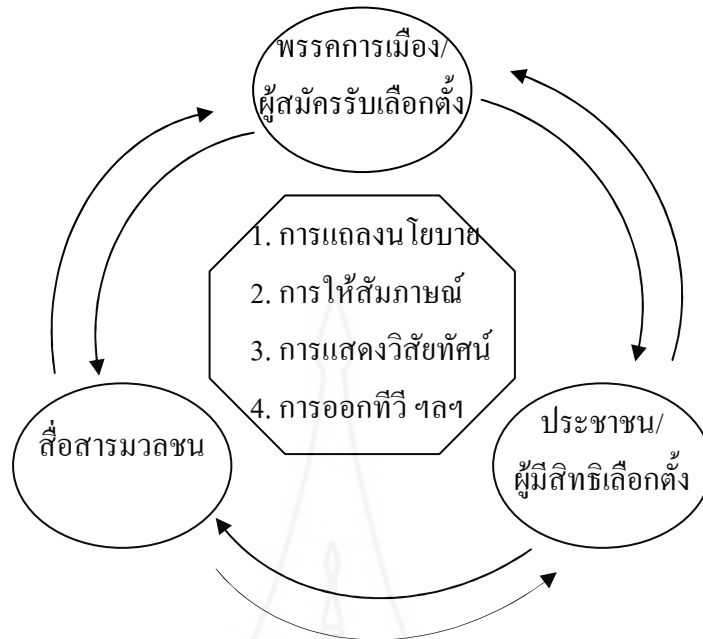 พรรคการเมือง/
ผู้สมัครรับเลือกตั้ง
1. การแถลงนโยบาย
2. การให้สัมภาษณ์
3. การแสดงวิสัยทัศน์
4. การออกทีวี ฯลฯ
สื่อสารมวลชน
ประชาชน/
ผู้มีสิทธิเลือกตั้ง